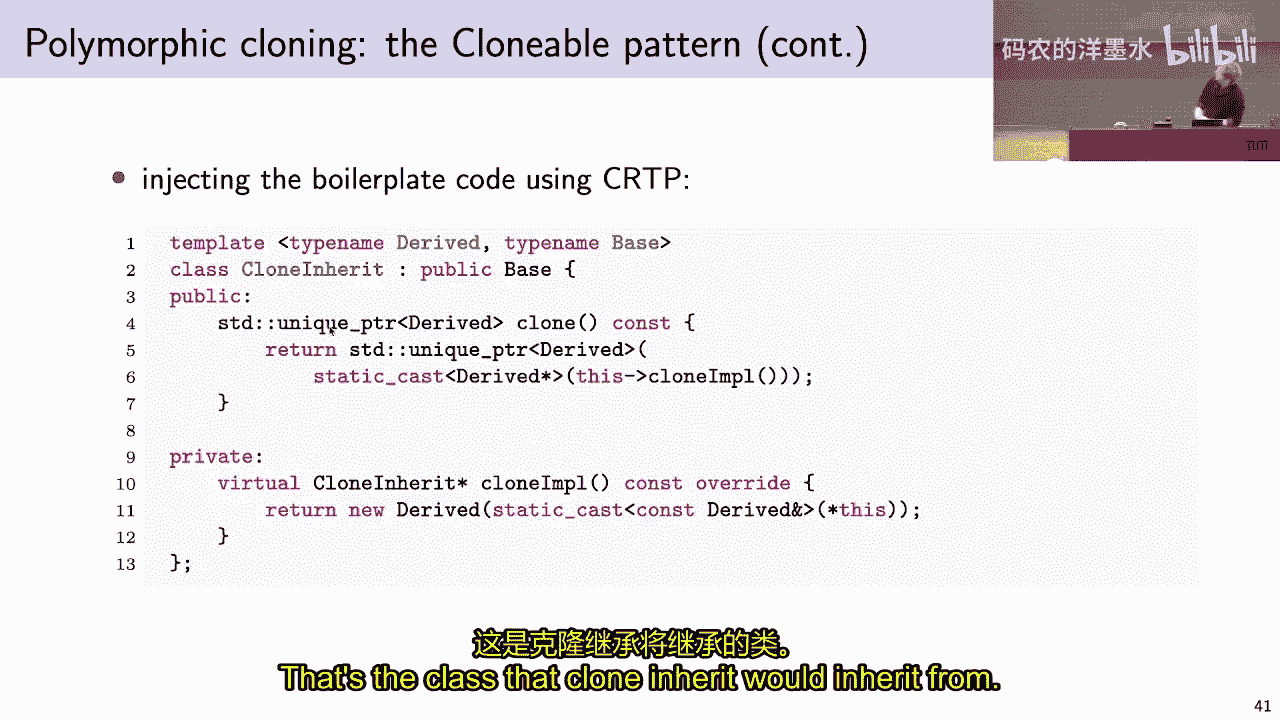 Polymorphic cloning: the Cloneable pattern (cont.)
码农的洋墨水 bilibili
injecting the boilerplate code using CRTP:
1 template <typename Derived, typename Base>
2 class CloneInherit : public Base {
3 public:
4 std::unique_ptr<Derived> clone() const {
5 return std::unique_ptr<Derived>(
6 static_cast<Derived*>(this->cloneImpl()));
7 }
8
9 private:
10 virtual CloneInherit* cloneImpl() const override {
11 return new Derived(static_cast<const Derived&>(*this));
12 }
13 };
这是克隆继承将继承的类。
That's the class that clone inherit would inherit from.
41